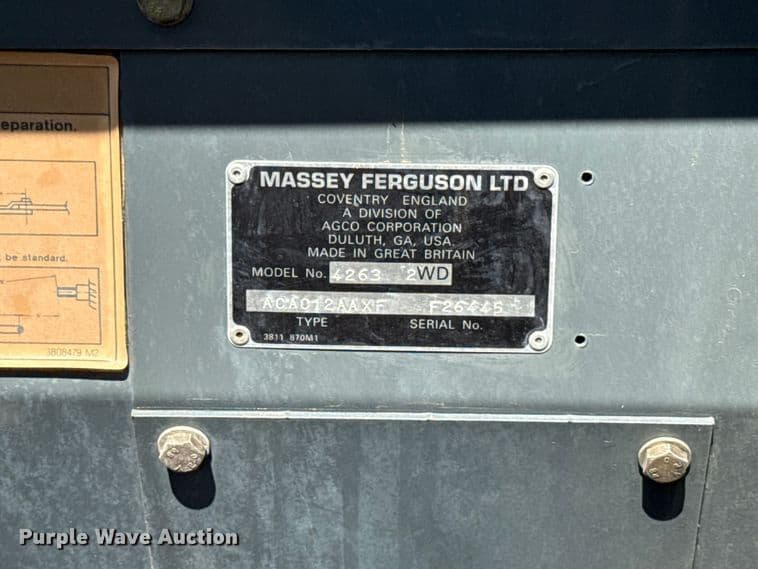 eparation.
be standard.
3808479 M2
MASSEY FERGUSON LTD
COVENTRY ENGLAND
A DIVISION OF
AGCO CORPORATION
DULUTH, GA, USA.
MADE IN GREAT BRITAIN
MODEL No. 4263 2WD
ACA012AAXF F26445
TYPE SERIAL No.
3811 870M1
Purple Wave Auction